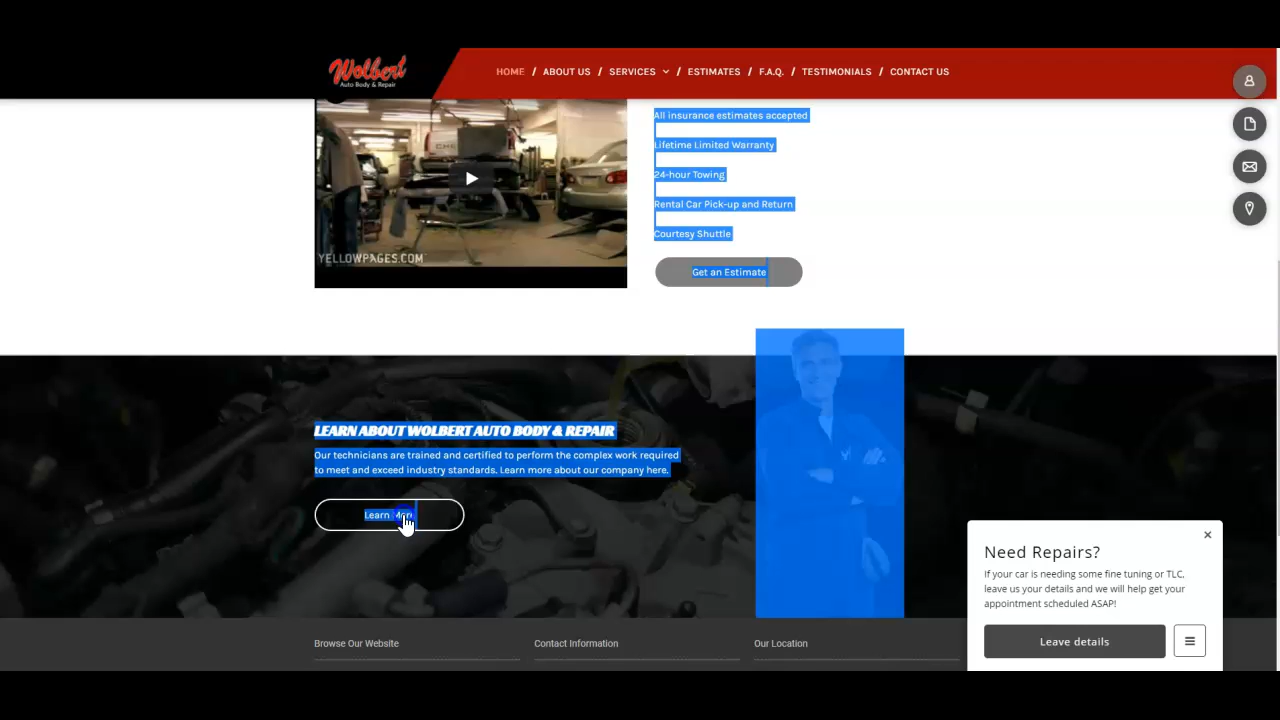 Wolbert
Auto Body & Repair
HOME / ABOUT US / SERVICES / ESTIMATES / F.A.Q. / TESTIMONIALS / CONTACT US
YELLOWPAGES.COM
All insurance estimates accepted
Lifetime Limited Warranty
24-hour Towing
Rental Car Pick-up and Return
Courtesy Shuttle
Get an Estimate
LEARN ABOUT WOLBERT AUTO BODY & REPAIR
Our technicians are trained and certified to perform the complex work required
to meet and exceed industry standards. Learn more about our company here.
Learn More
Need Repairs?
If your car is needing some fine tuning or TLC,
leave us your details and we will help get your
appointment scheduled ASAP!
Leave details
Browse Our Website
Contact Information
Our Location